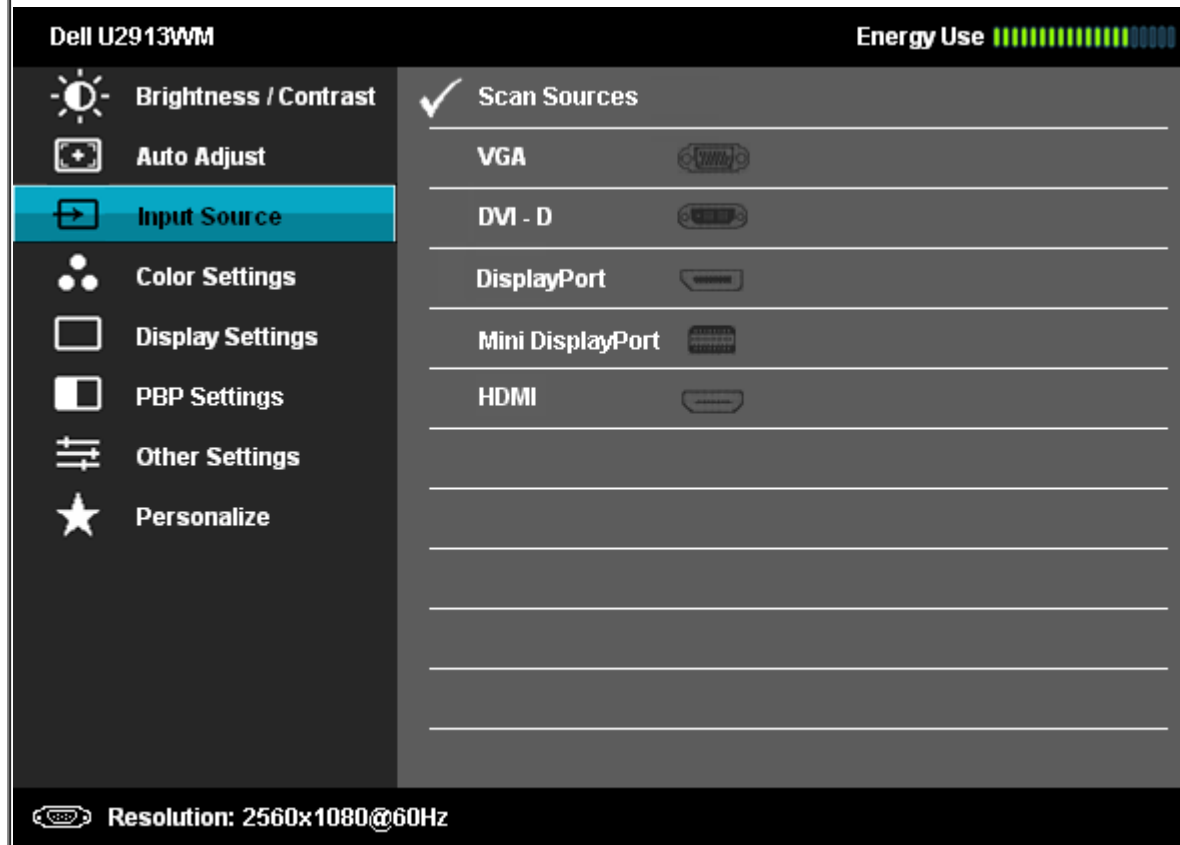 Dell U2913WM
Energy Use
Brightness / Contrast
Auto Adjust
Input Source
Color Settings
Display Settings
PBP Settings
Other Settings
Personalize
Scan Sources
VGA
DVI - D
DisplayPort
Mini DisplayPort
HDMI
Resolution: 2560x1080@60Hz